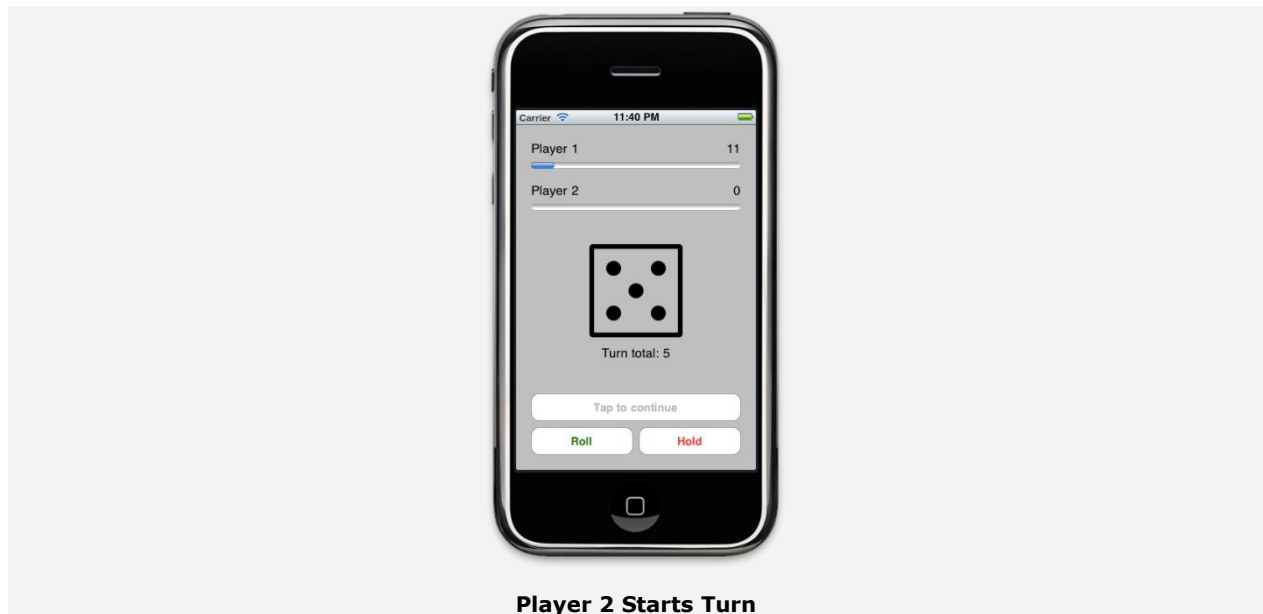 Carrier 11:40 PM
Player 1 11
Player 2 0
Turn total: 5
Tap to continue
Roll Hold
Player 2 Starts Turn